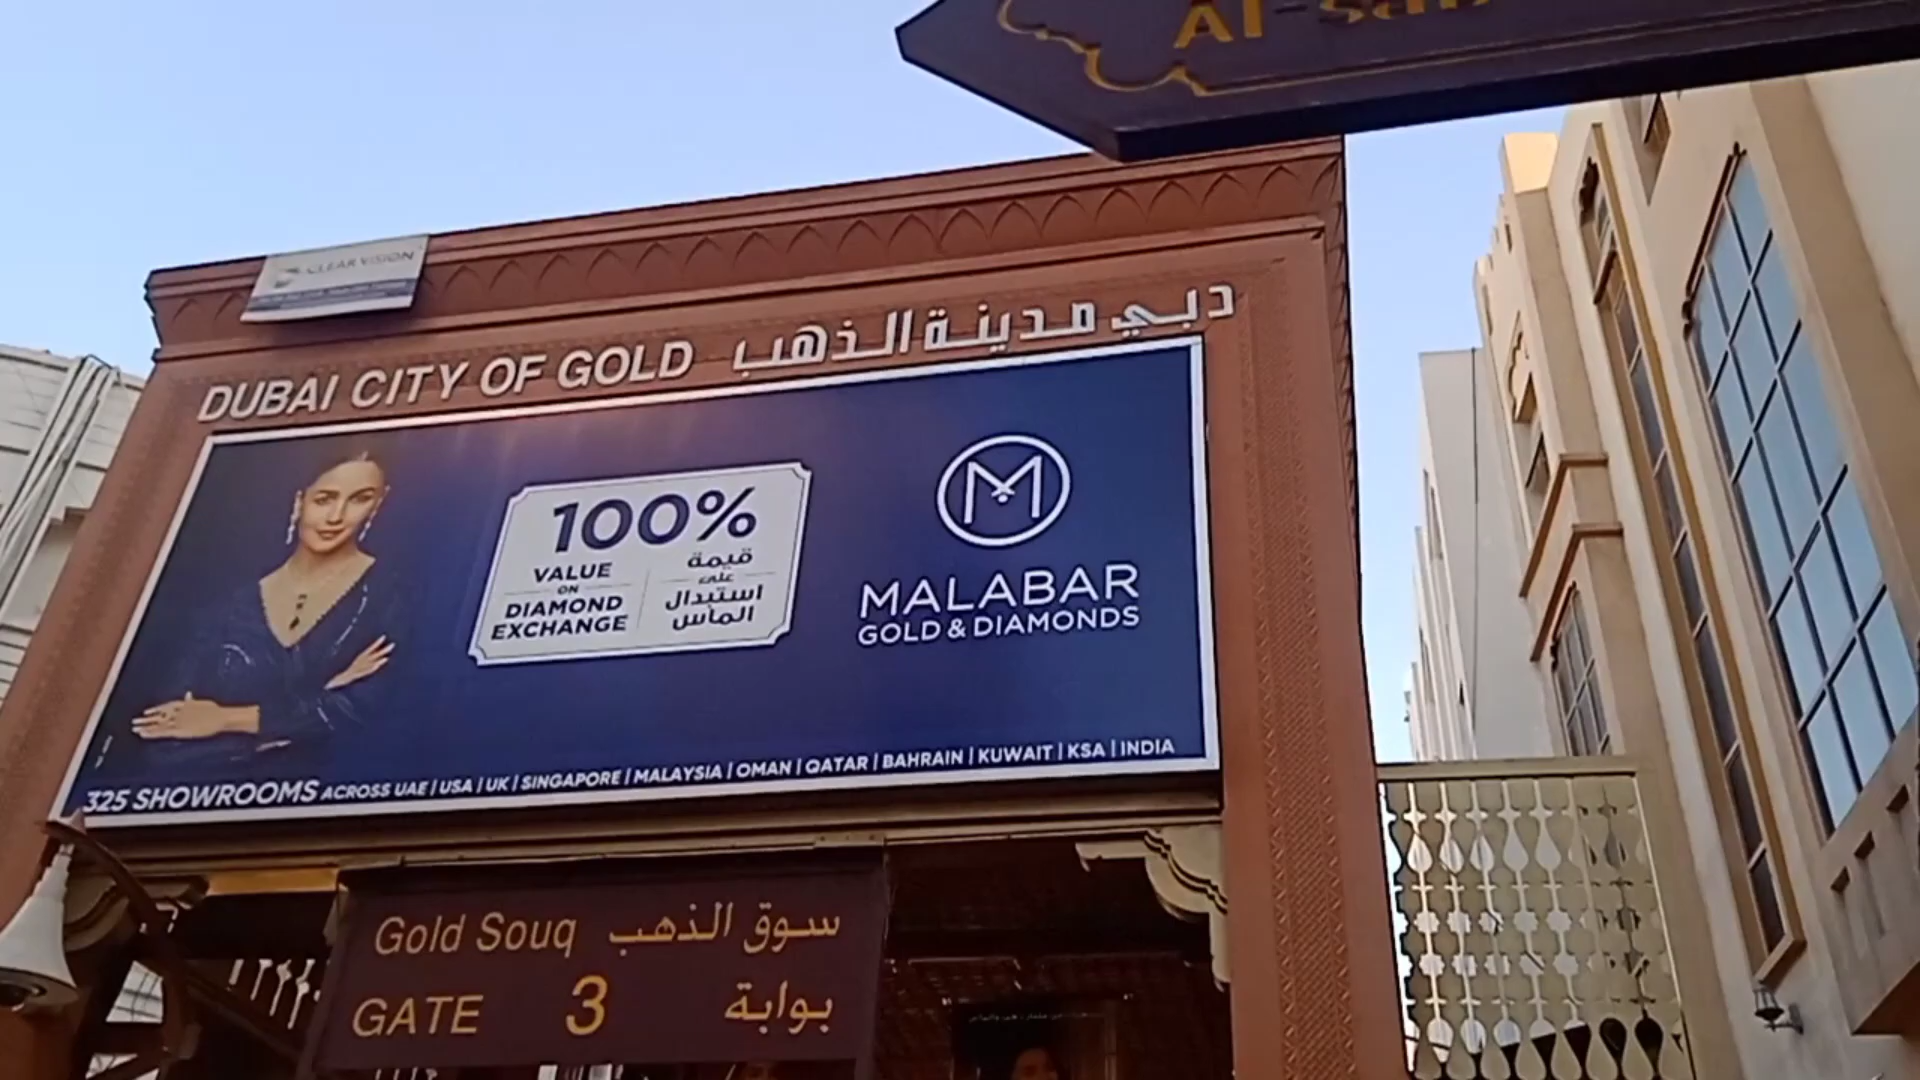 Al-Sab
CLEAR VISION
DUBAI CITY OF GOLD دبي مدينة الذهب
100%
VALUE
ON
DIAMOND
EXCHANGE
قيمة
على
استبدال
الماس
M
MALABAR
GOLD & DIAMONDS
325 SHOWROOMS ACROSS UAE | USA | UK | SINGAPORE | MALAYSIA | OMAN | QATAR | BAHRAIN | KUWAIT | KSA | INDIA
Gold Souq سوق الذهب
GATE 3 بوابة